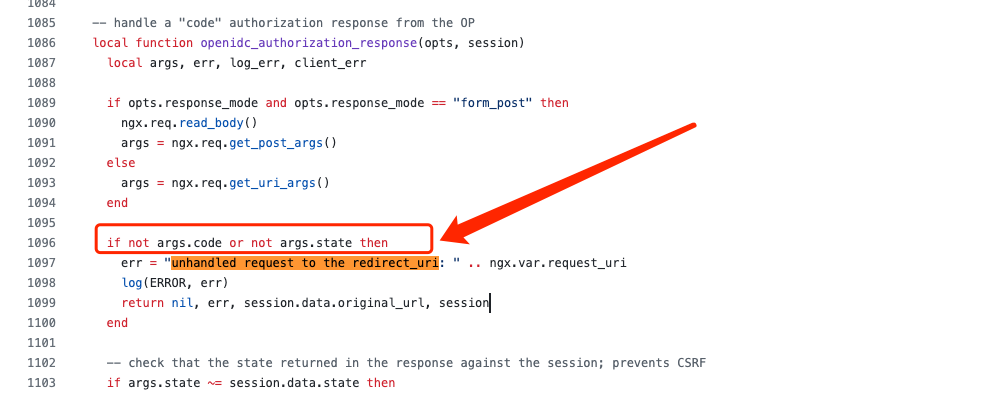 1084
1085 -- handle a "code" authorization response from the OP
1086 local function openidc_authorization_response(opts, session)
1087 local args, err, log_err, client_err
1088
1089 if opts.response_mode and opts.response_mode == "form_post" then
1090 ngx.req.read_body()
1091 args = ngx.req.get_post_args()
1092 else
1093 args = ngx.req.get_uri_args()
1094 end
1095
1096 if not args.code or not args.state then
1097 err = "unhandled request to the redirect_uri: " .. ngx.var.request_uri
1098 log(ERROR, err)
1099 return nil, err, session.data.original_url, session
1100 end
1101
1102 -- check that the state returned in the response against the session; prevents CSRF
1103 if args.state ~= session.data.state then